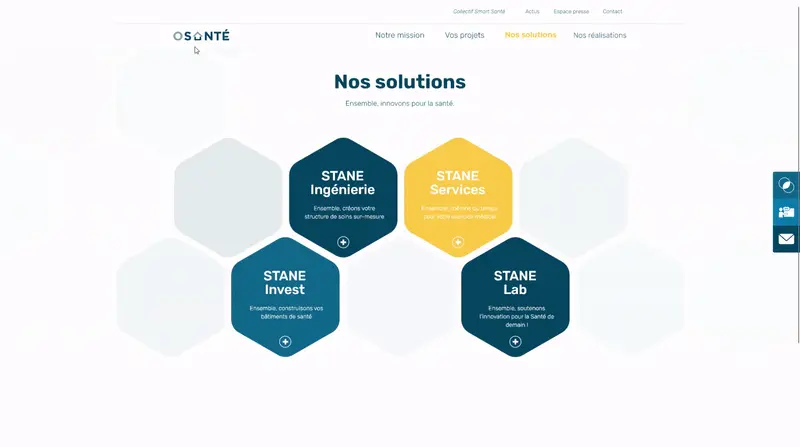 Collectif Smart Santé
Actus
Espace presse
Contact
OSANTÉ
Notre mission
Vos projets
Nos solutions
Nos réalisations
Nos solutions
Ensemble, innovons pour la santé.
STANE
Ingénierie
Ensemble, créons votre
structure de soins sur-mesure
STANE
Services
pour votre exercice médical
STANE
Invest
Ensemble, construisons vos
bâtiments de santé
STANE
Lab
Ensemble, soutenons
l'innovation pour la Santé de
demain !